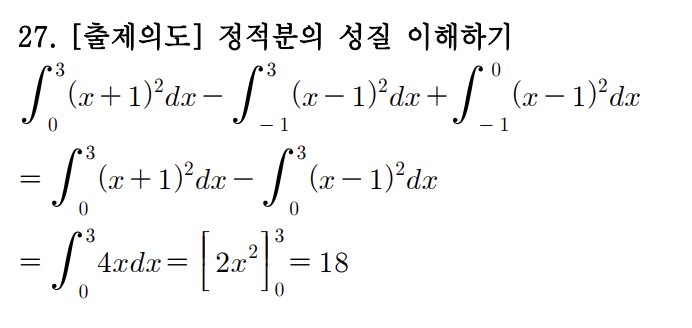 27. [출제의도] 정적분의 성질 이해하기
∫₀³(x+1)²dx − ∫₋₁³(x−1)²dx + ∫₋₁⁰(x−1)²dx
= ∫₀³(x+1)²dx − ∫₀³(x−1)²dx
= ∫₀³4xdx = [2x²]₀³ = 18